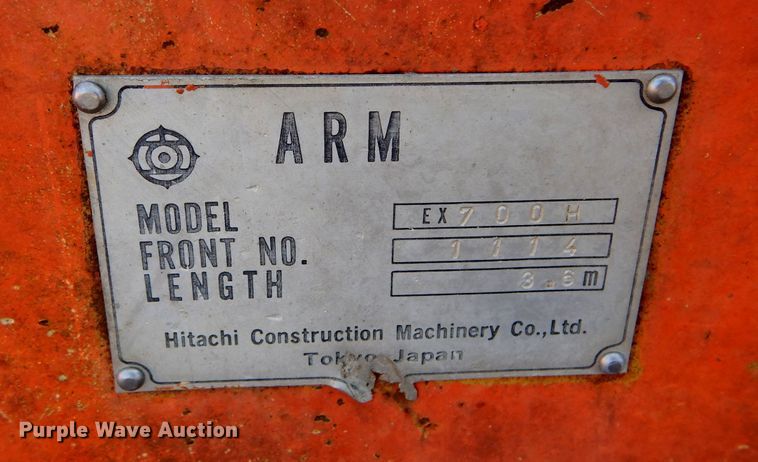 ARM
MODEL EX700H
FRONT NO. 1114
LENGTH 3.6m
Hitachi Construction Machinery Co.,Ltd.
Tokyo Japan
Purple Wave Auction